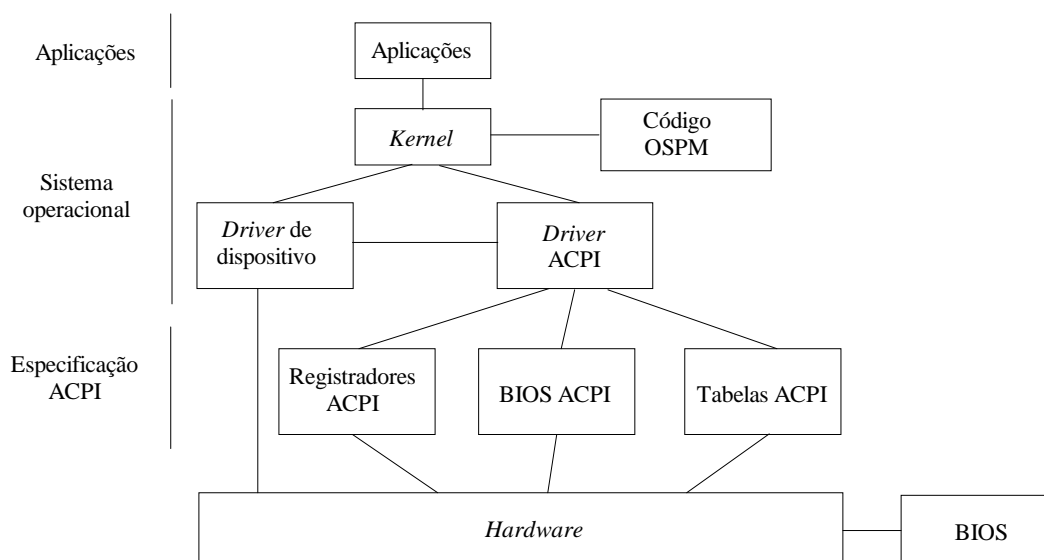 Aplicações
Aplicações
Kernel
Código
OSPM
Sistema
operacional
Driver de
dispositivo
Driver
ACPI
Especificação
ACPI
Registradores
ACPI
BIOS ACPI
Tabelas ACPI
Hardware
BIOS